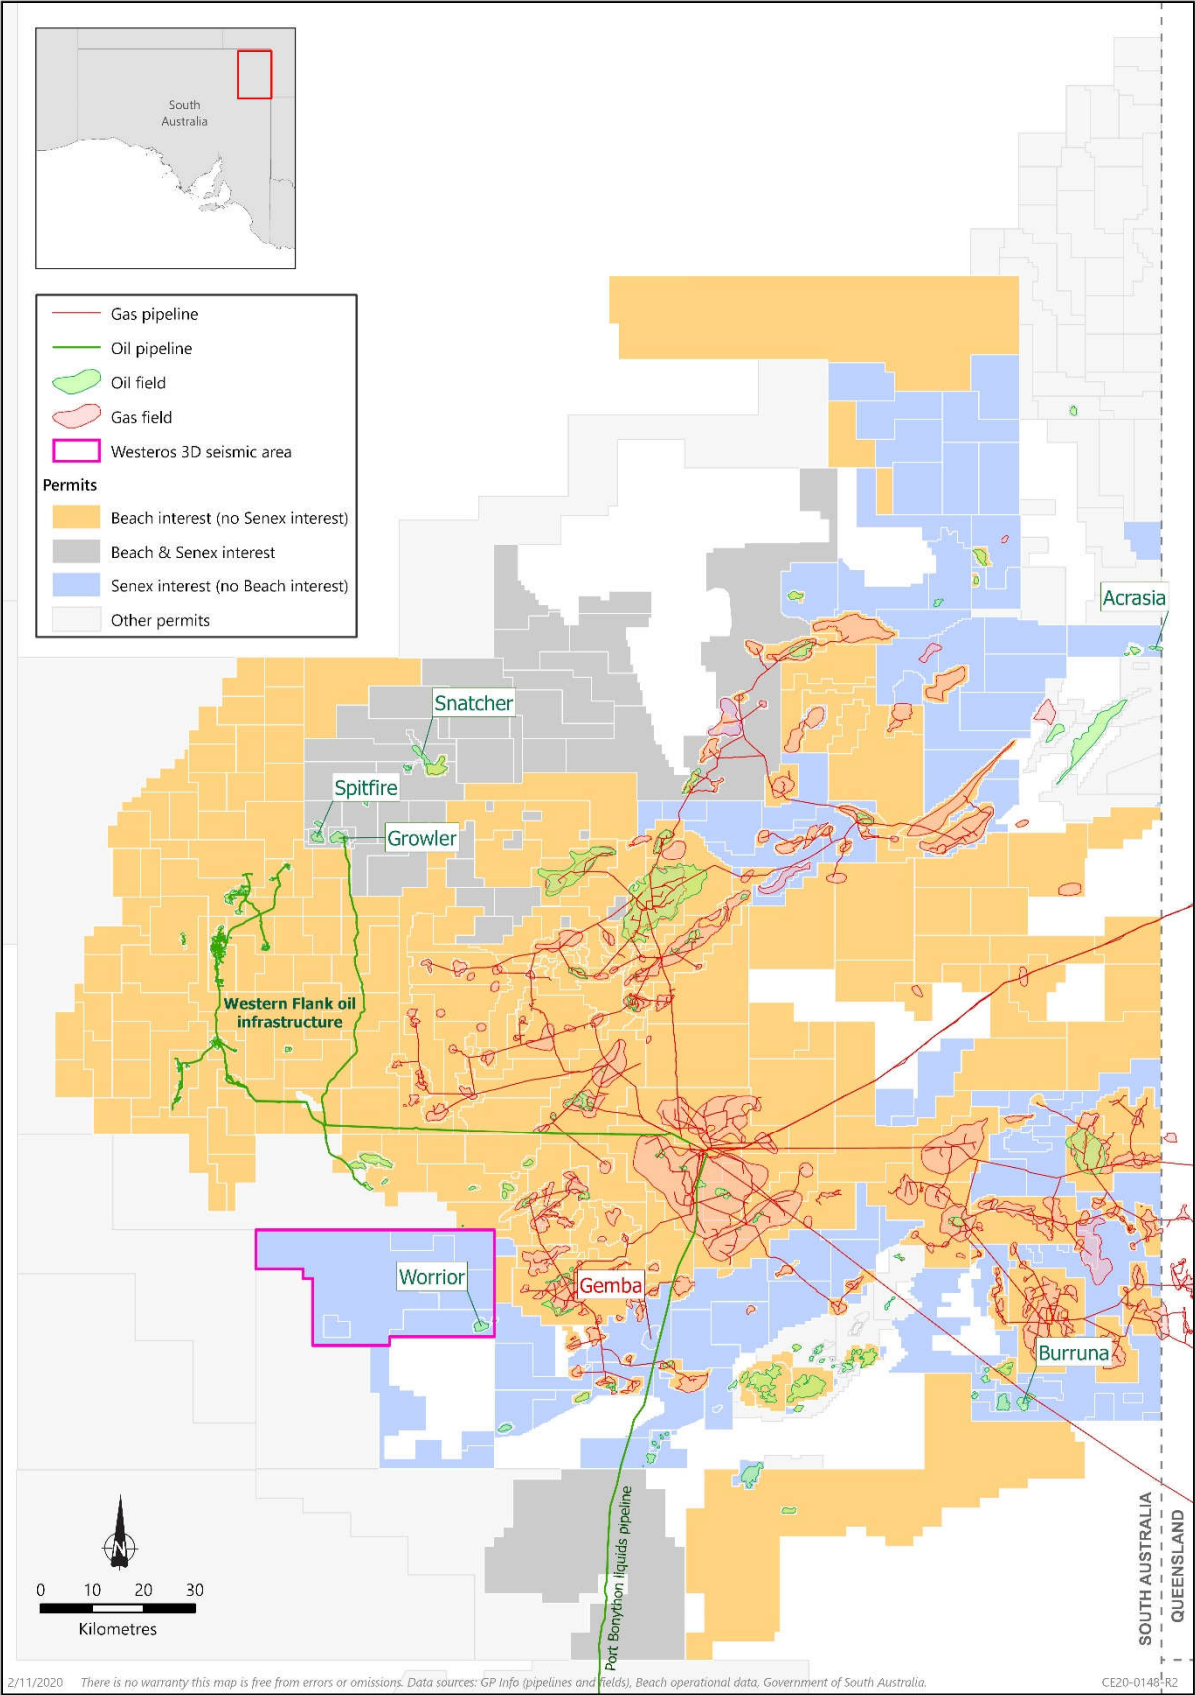 South
Australia
Gas pipeline
Oil pipeline
Oil field
Gas field
Westeros 3D seismic area
Permits
Beach interest (no Senex interest)
Beach & Senex interest
Senex interest (no Beach interest)
Other permits
Acrasia
Snatcher
Spitfire
Growler
Western Flank oil
infrastructure
Worrior
Gemba
Burruna
Port Bonython liquids pipeline
SOUTH AUSTRALIA
QUEENSLAND
N
0 10 20 30
Kilometres
2/11/2020 There is no warranty this map is free from errors or omissions. Data sources: GP Info (pipelines and fields), Beach operational data, Government of South Australia. CE20-0148-R2